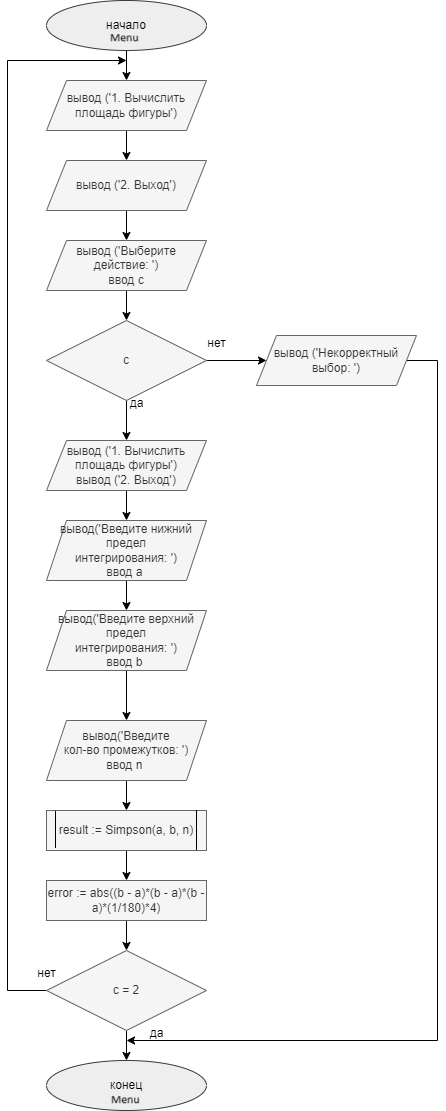 начало
Menu
вывод ('1. Вычислить
площадь фигуры')
вывод ('2. Выход')
вывод ('Выберите
действие: ')
ввод c
c
нет
вывод ('Некорректный
выбор: ')
да
вывод ('1. Вычислить
площадь фигуры')
вывод ('2. Выход')
вывод('Введите нижний
предел
интегрирования: ')
ввод a
вывод('Введите верхний
предел
интегрирования: ')
ввод b
вывод('Введите
кол-во промежутков: ')
ввод n
result := Simpson(a, b, n)
error := abs((b - a)*(b - a)*(b -
a)*(1/180)*4)
нет
c = 2
да
конец
Menu